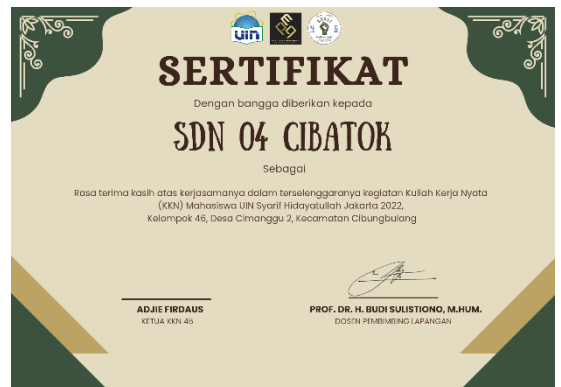 uin
SERTIFIKAT
Dengan bangga diberikan kepada
SDN 04 CIBATOK
Sebagai
Rasa terima kasih atas kerjasamanya dalam terselenggaranya kegiatan Kuliah Kerja Nyata
(KKN) Mahasiswa UIN Syarif Hidayatullah Jakarta 2022,
Kelompok 46, Desa Cimanggu 2, Kecamatan Cibungbulang
ADJIE FIRDAUS
KETUA KKN 46
PROF. DR. H. BUDI SULISTIONO, M.HUM.
DOSEN PEMBIMBING LAPANGAN